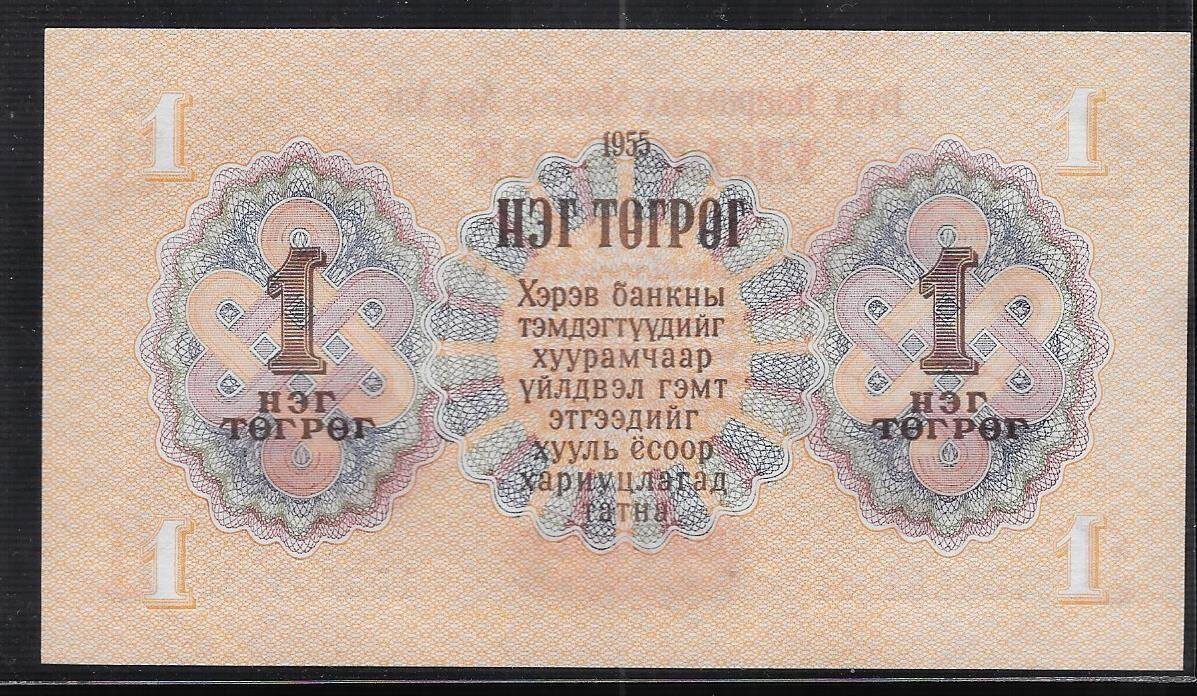 1
1
1955
НЭГ ТӨГРӨГ
Хэрэв банкны
тэмдэгтүүдийг
хуурамчаар
үйлдвэл гэмт
этгээдийг
хууль ёсоор
хариуцлагад
татна
1
НЭГ
ТӨГРӨГ
1
НЭГ
ТӨГРӨГ
1
1